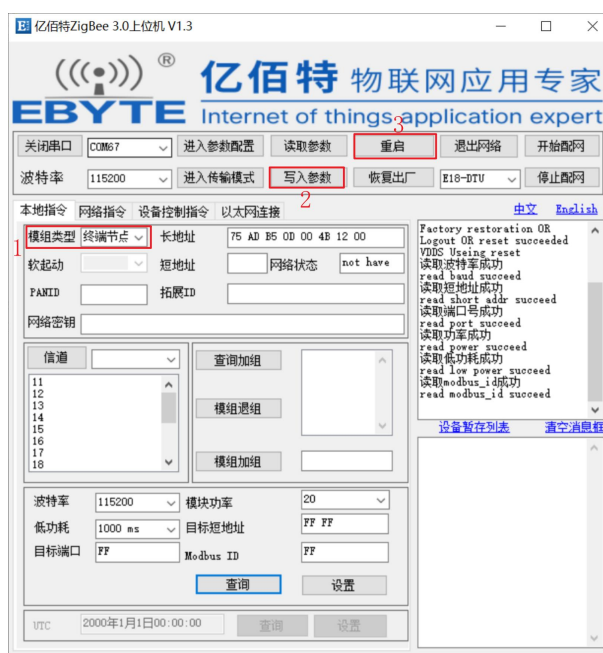 亿佰特ZigBee 3.0上位机 V1.3
((( ))) ® 亿佰特 物联网应用专家
EBYTE Internet of things application expert
3
关闭串口 COM67 进入参数配置 读取参数 重启 退出网络 开始配网
波特率 115200 进入传输模式 写入参数 恢复出厂 E18-DTU 停止配网
2
本地指令 网络指令 设备控制指令 以太网连接 中文 English
1
模组类型 终端节点 长地址 75 AD B5 0D 00 4B 12 00
软起动 短地址 网络状态 not have
PANID 拓展ID
网络密钥
信道 查询加组
11
12
13
14
15
16
17
18
模组退组
模组加组
Factory restoration OR
Logout OR reset succeeded
VDDS Useing reset
读取波特率成功
read baud succeed
读取短地址成功
read short addr succeed
读取端口号成功
read port succeed
读取功率成功
read power succeed
读取低功耗成功
read low power succeed
读取modbus_id成功
read modbus_id succeed
设备暂存列表 清空消息框
波特率 115200 模块功率 20
低功耗 1000 ms 目标短地址 FF FF
目标端口 FF Modbus ID FF
查询 设置
UTC 2000年1月1日00:00:00 查询 设置